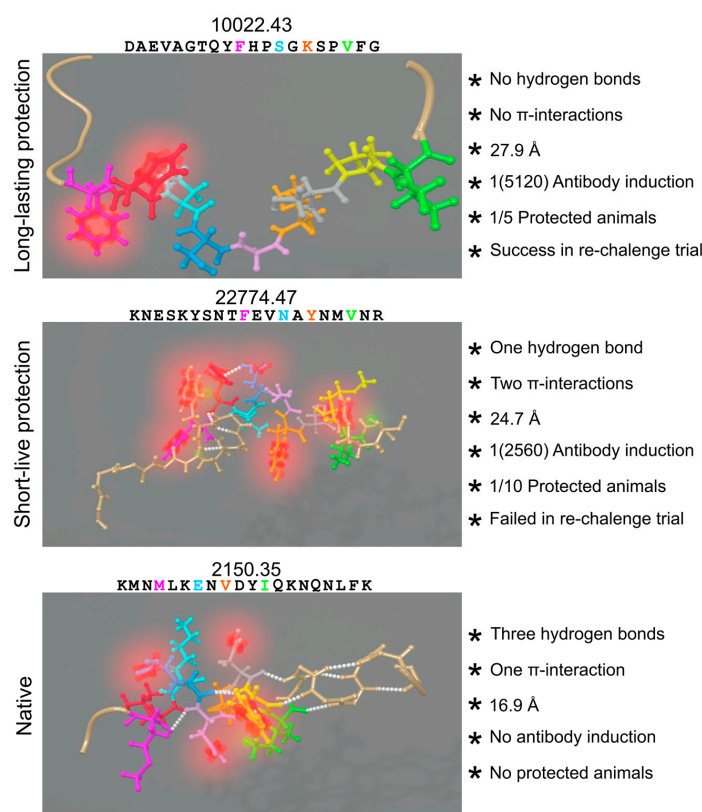 Long-lasting protection
10022.43
DAEVAGTQYFHPSGKSPVFG
* No hydrogen bonds
* No π-interactions
* 27.9 Å
* 1(5120) Antibody induction
* 1/5 Protected animals
* Success in re-chalenge trial
Short-live protection
22774.47
KNESKYSNTFEVNAYNMVNR
* One hydrogen bond
* Two π-interactions
* 24.7 Å
* 1(2560) Antibody induction
* 1/10 Protected animals
* Failed in re-chalenge trial
Native
2150.35
KMNMLKENVDYIQKNQNLFK
* Three hydrogen bonds
* One π-interaction
* 16.9 Å
* No antibody induction
* No protected animals